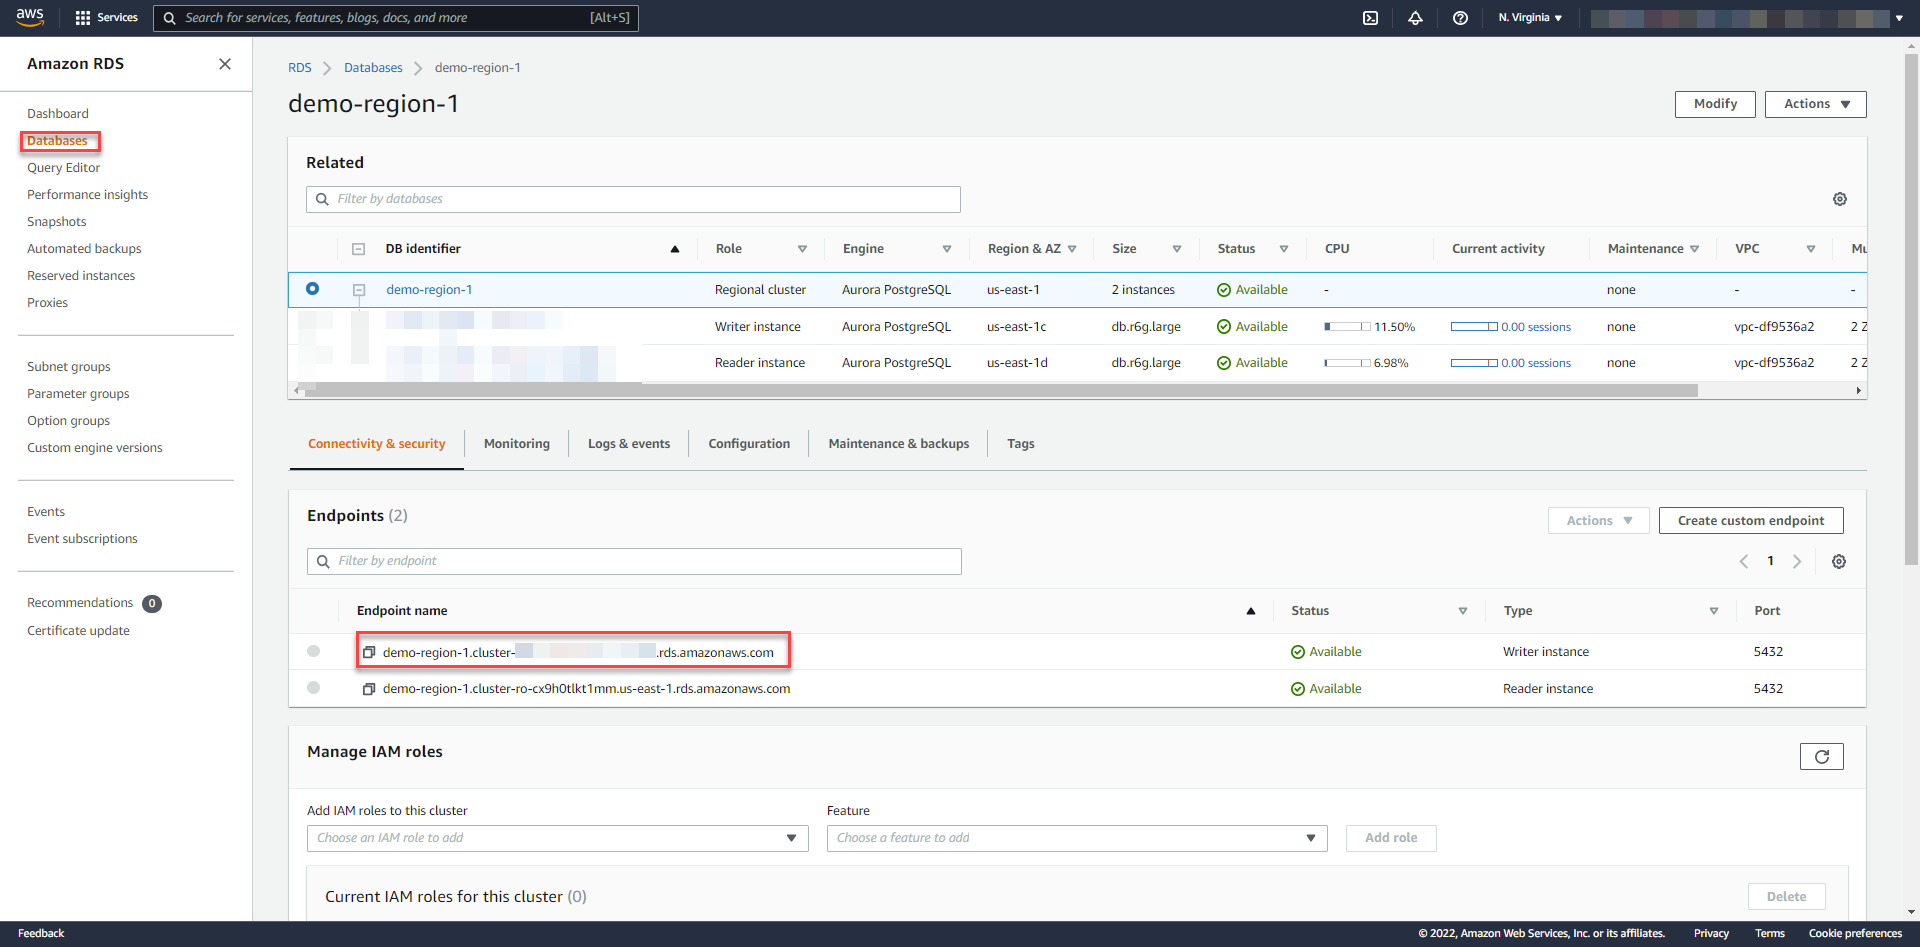 aws Services Search for services, features, blogs, docs, and more [Alt+S] N. Virginia
Amazon RDS
Dashboard
Databases
Query Editor
Performance insights
Snapshots
Automated backups
Reserved instances
Proxies
Subnet groups
Parameter groups
Option groups
Custom engine versions
Events
Event subscriptions
Recommendations 0
Certificate update
RDS Databases demo-region-1
demo-region-1
Modify Actions
Related
Filter by databases
DB identifier Role Engine Region & AZ Size Status CPU Current activity Maintenance VPC Mu
demo-region-1 Regional cluster Aurora PostgreSQL us-east-1 2 instances Available - none - -
Writer instance Aurora PostgreSQL us-east-1c db.r6g.large Available 11.50% 0.00 sessions none vpc-df9536a2 2 Z
Reader instance Aurora PostgreSQL us-east-1d db.r6g.large Available 6.98% 0.00 sessions none vpc-df9536a2 2 Z
Connectivity & security Monitoring Logs & events Configuration Maintenance & backups Tags
Endpoints (2)
Actions Create custom endpoint
Filter by endpoint
1
Endpoint name Status Type Port
demo-region-1.cluster- .rds.amazonaws.com Available Writer instance 5432
demo-region-1.cluster-ro-cx9h0tlkt1mm.us-east-1.rds.amazonaws.com Available Reader instance 5432
Manage IAM roles
Add IAM roles to this cluster Feature
Choose an IAM role to add Choose a feature to add Add role
Current IAM roles for this cluster (0) Delete
Feedback © 2022, Amazon Web Services, Inc. or its affiliates. Privacy Terms Cookie preferences